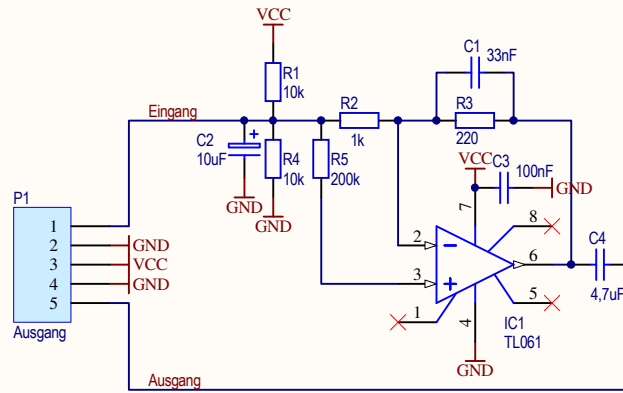 VCC
C1
33nF
R1
10k
Eingang
R2
1k
R3
220
C2
10uF
+
R4
10k
R5
200k
VCC
C3
100nF
GND
GND
GND
P1
1
2
3
4
5
GND
VCC
GND
Ausgang
7
8
2
3
6
5
1
4
C4
4,7uF
IC1
TL061
GND
Ausgang